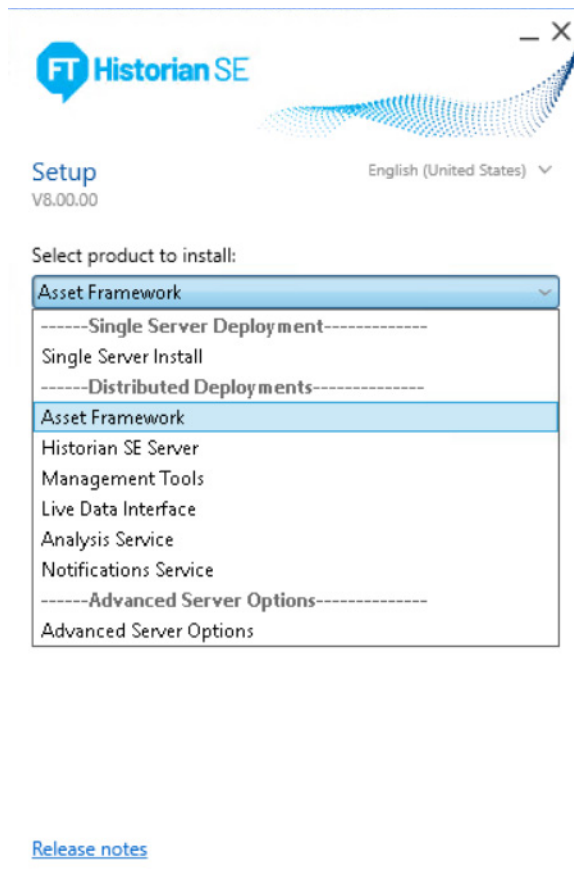 FT Historian SE
Setup
English (United States)
V8.00.00
Select product to install:
Asset Framework
------Single Server Deployment-------------
Single Server Install
------Distributed Deployments--------------
Asset Framework
Historian SE Server
Management Tools
Live Data Interface
Analysis Service
Notifications Service
------Advanced Server Options--------------
Advanced Server Options
Release notes